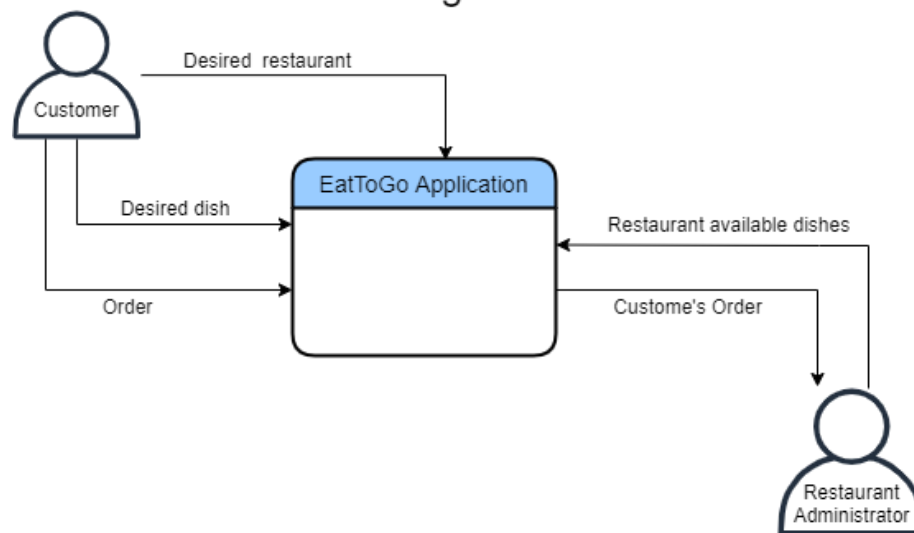 Customer
Desired restaurant
EatToGo Application
Desired dish
Restaurant available dishes
Order
Custome's Order
Restaurant
Administrator